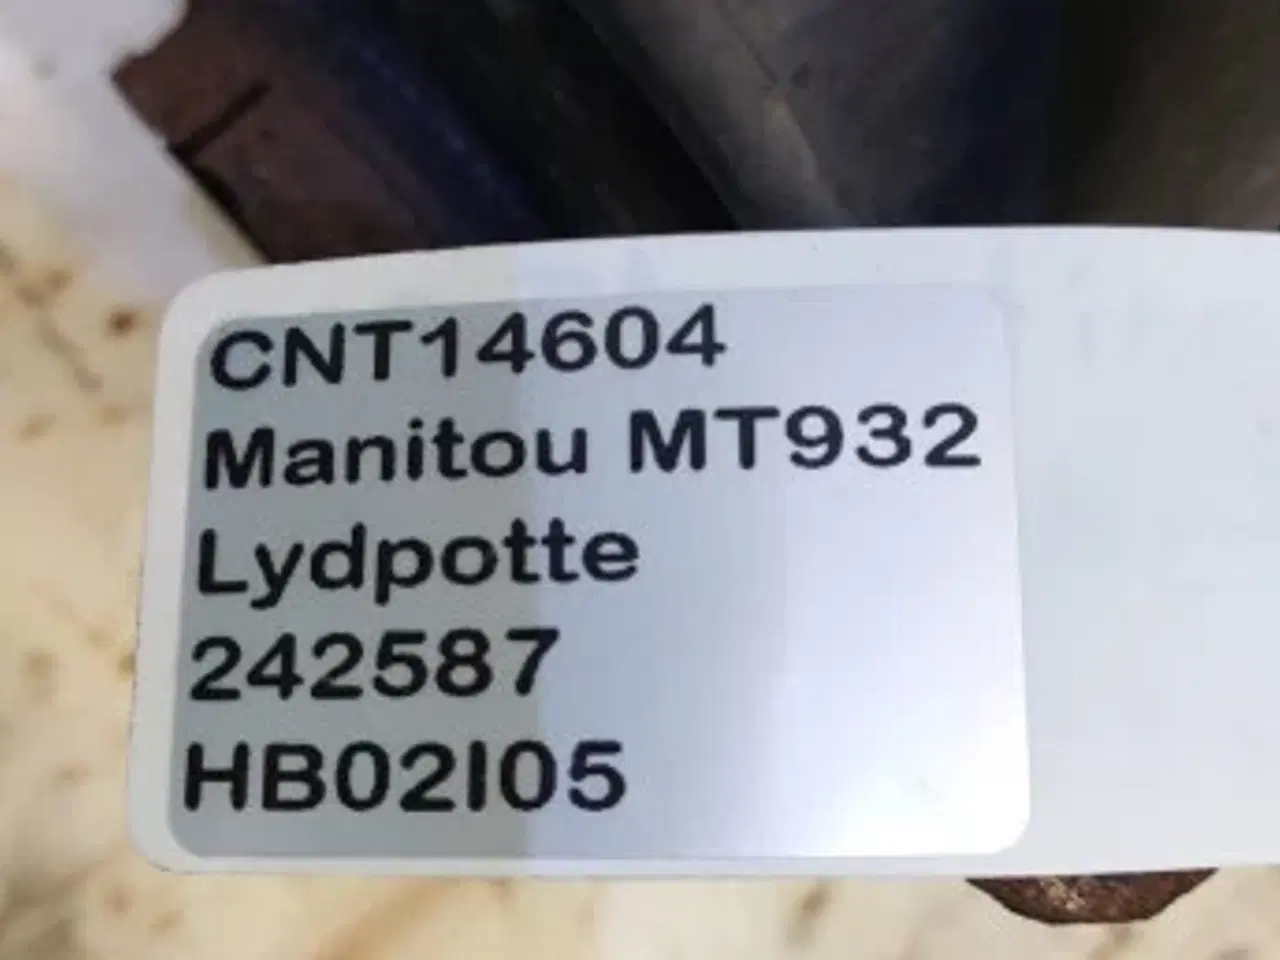 CNT14604
Manitou MT932
Lydpotte
242587
HB02I05